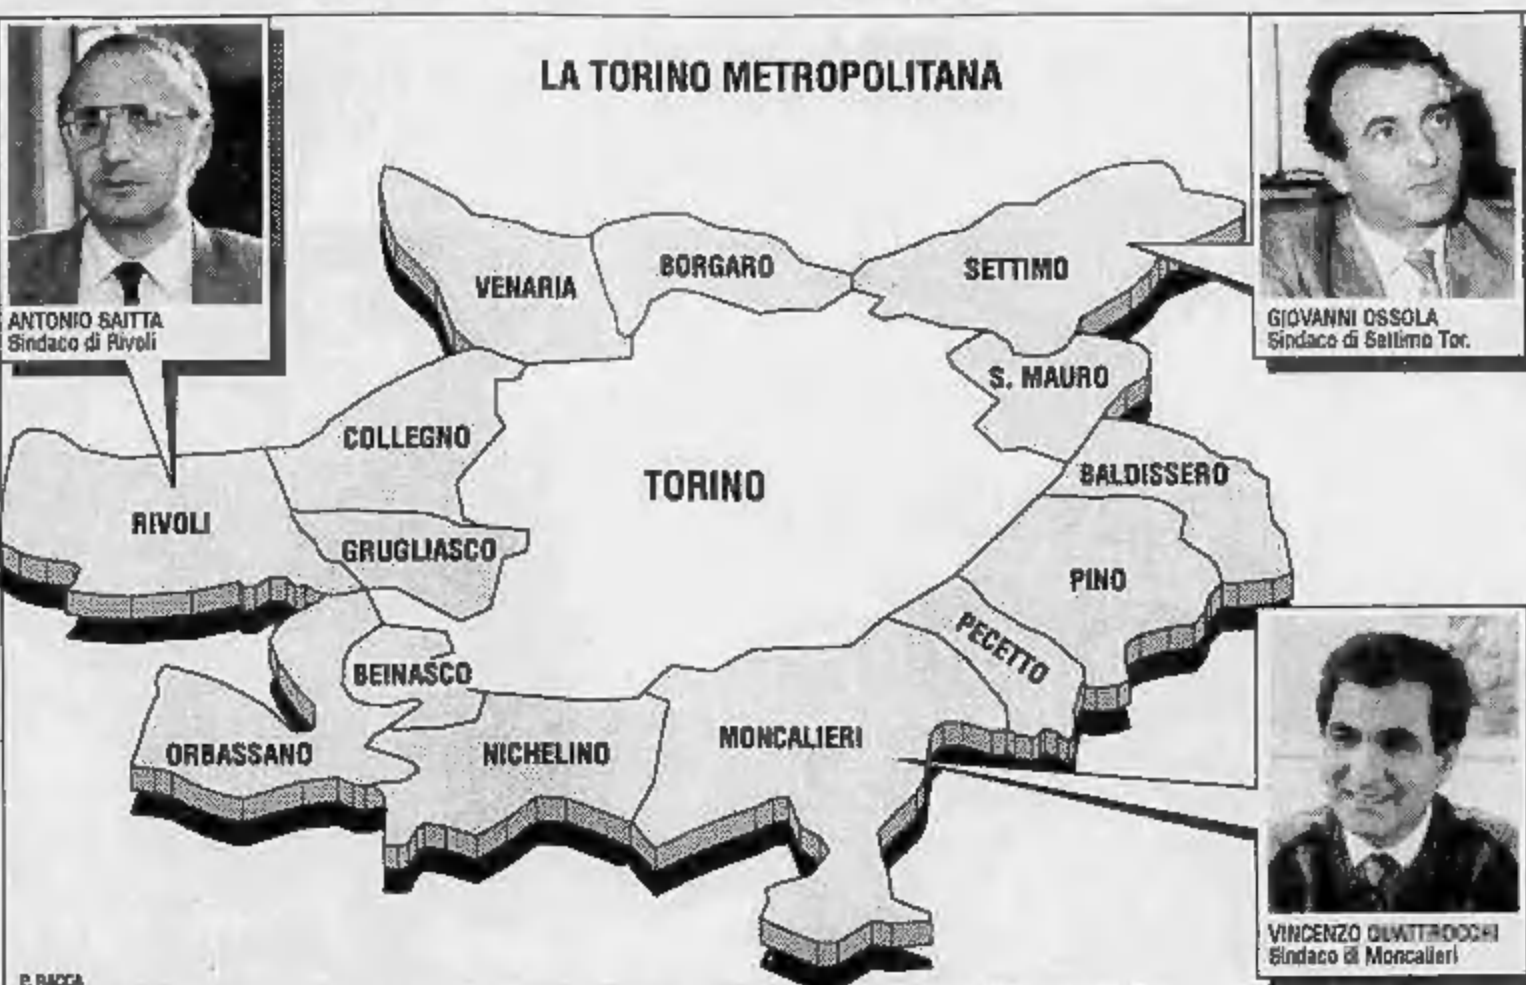 LA TORINO METROPOLITANA
ANTONIO SAITTA
Sindaco di Rivoli
GIOVANNI OSSOLA
Sindaco di Settimo Tor.
VENARIA
BORGARO
SETTIMO
S. MAURO
COLLEGNO
BALDISSERO
TORINO
RIVOLI
GRUGLIASCO
PINO
PECETTO
BEINASCO
ORBASSANO
NICHELINO
MONCALIERI
VINCENZO QUATTROCCHI
Sindaco di Moncalieri